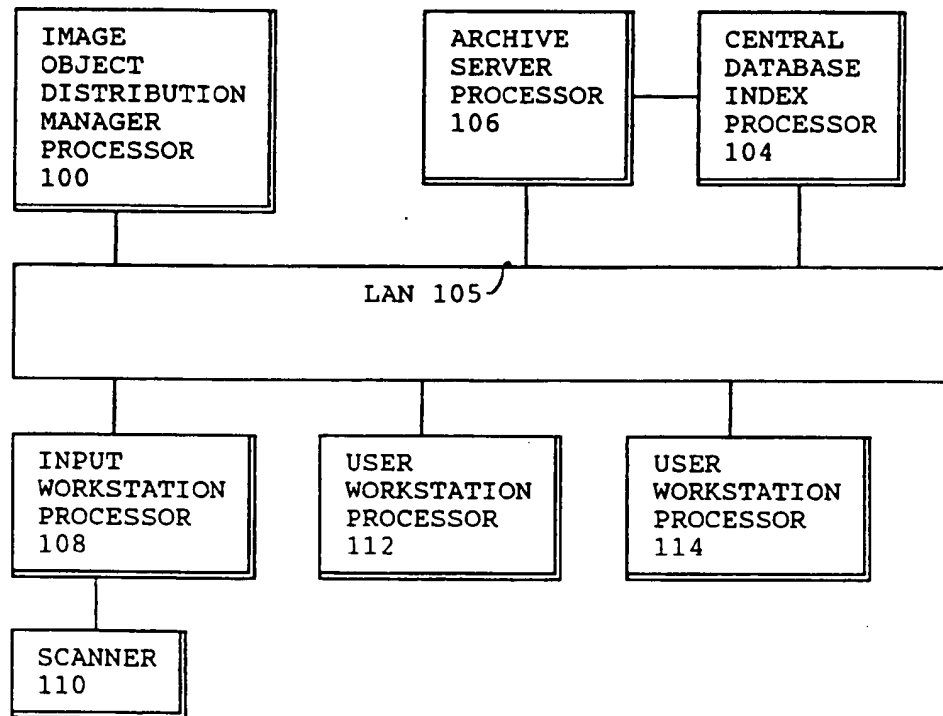 IMAGE
OBJECT
DISTRIBUTION
MANAGER
PROCESSOR
100
ARCHIVE
SERVER
PROCESSOR
106
CENTRAL
DATABASE
INDEX
PROCESSOR
104
LAN 105
INPUT
WORKSTATION
PROCESSOR
108
USER
WORKSTATION
PROCESSOR
112
USER
WORKSTATION
PROCESSOR
114
SCANNER
110